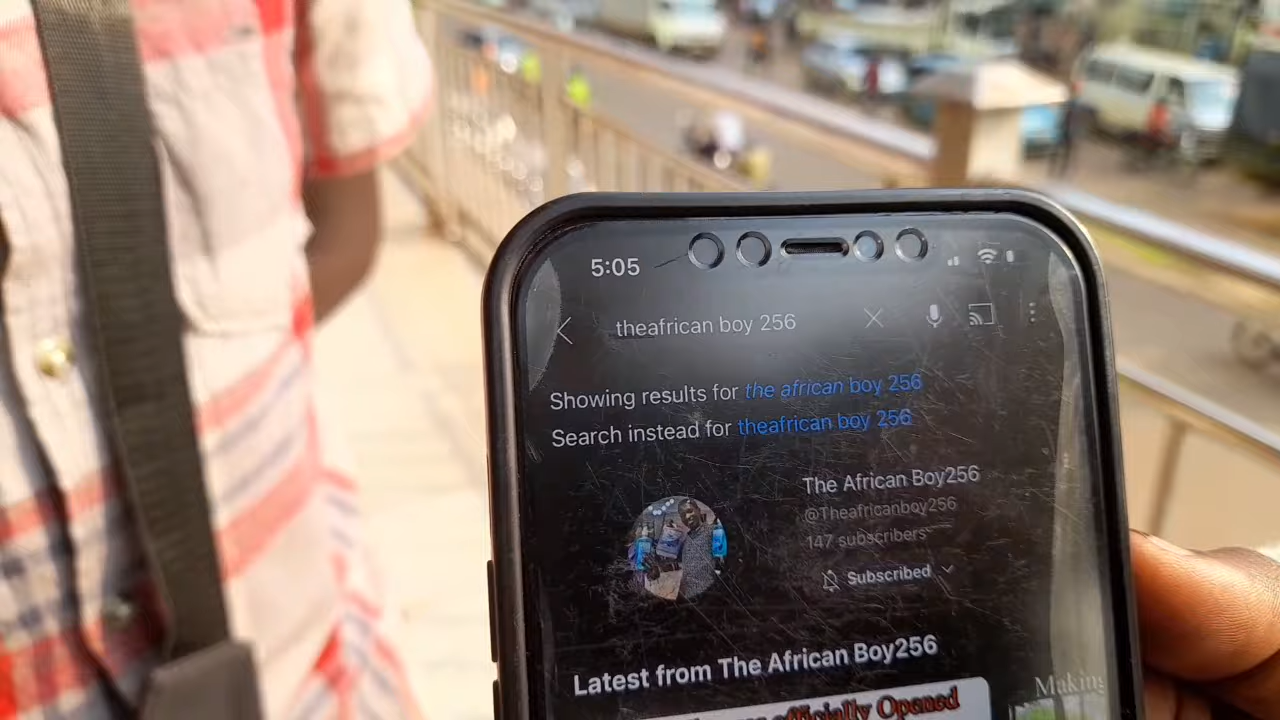 5:05
theafrican boy 256
Showing results for the african boy 256
Search instead for theafrican boy 256
The African Boy256
@Theafricanboy256
147 subscribers
Subscribed
Latest from The African Boy256
officially Opened
Making